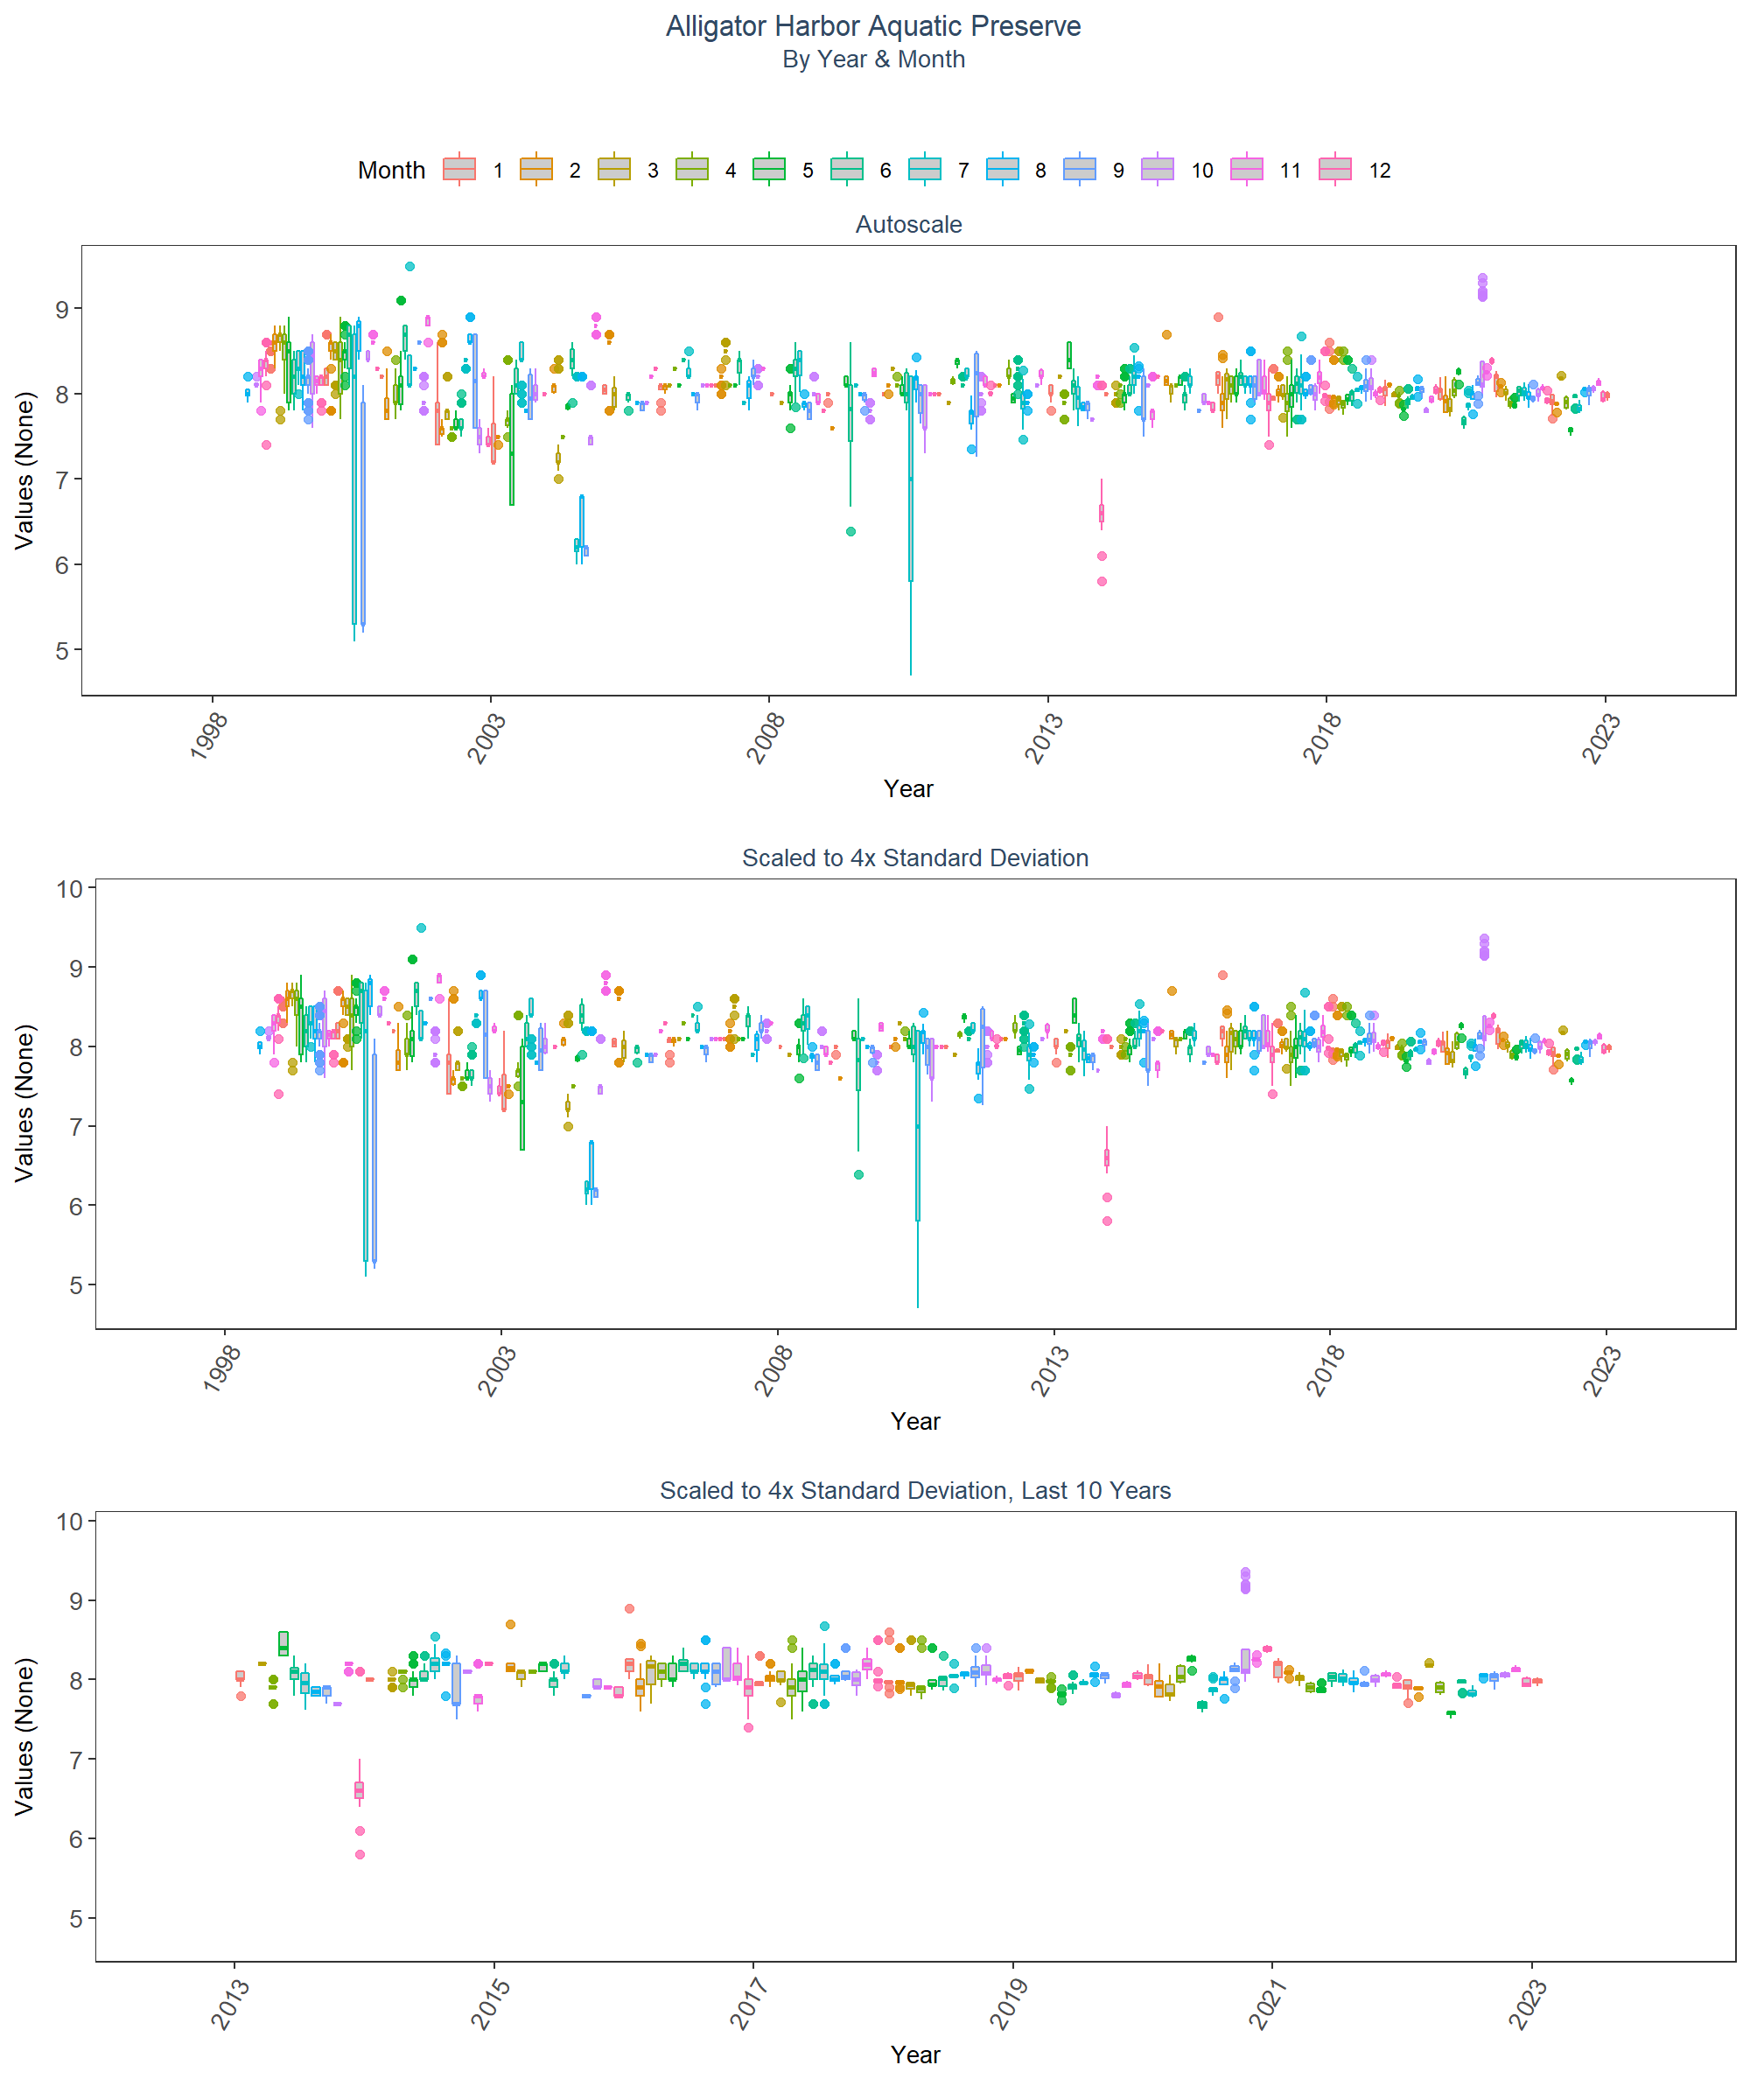 Alligator Harbor Aquatic Preserve
By Year & Month
Month 1 2 3 4 5 6 7 8 9 10 11 12
Autoscale
Values (None)
9
8
7
6
5
1998 2003 2008 2013 2018 2023
Year
Scaled to 4x Standard Deviation
Values (None)
10
9
8
7
6
5
1998 2003 2008 2013 2018 2023
Year
Scaled to 4x Standard Deviation, Last 10 Years
Values (None)
10
9
8
7
6
5
2013 2015 2017 2019 2021 2023
Year